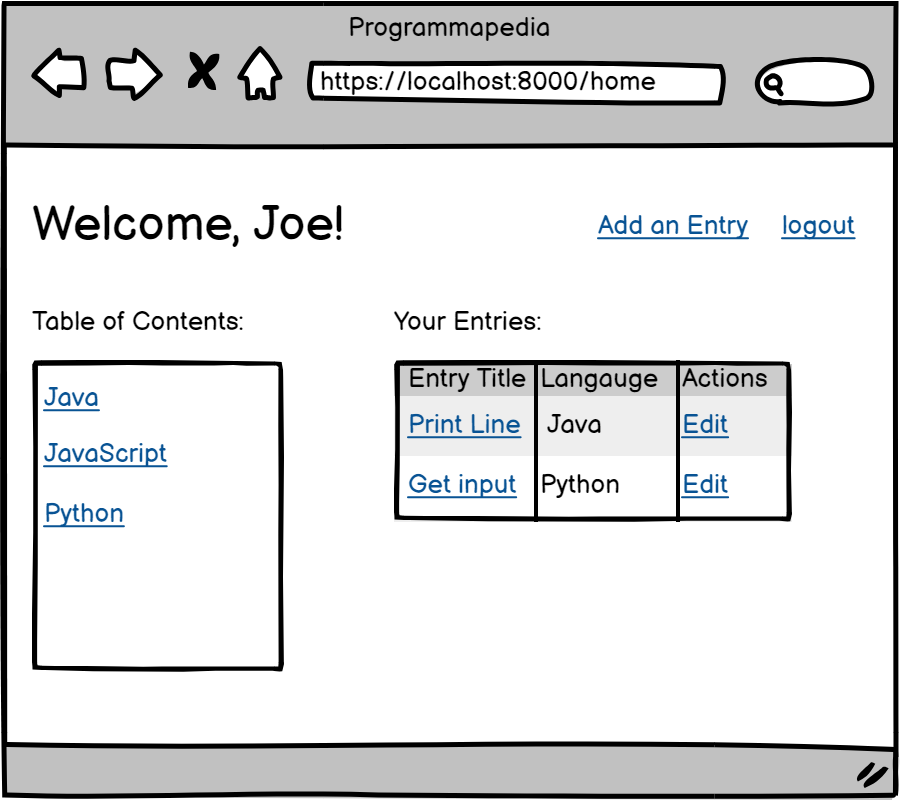 Programmapedia
https://localhost:8000/home
Welcome, Joe!
Add an Entry logout
Table of Contents:
Java
JavaScript
Python
Your Entries:
Entry Title Langauge Actions
Print Line Java Edit
Get input Python Edit